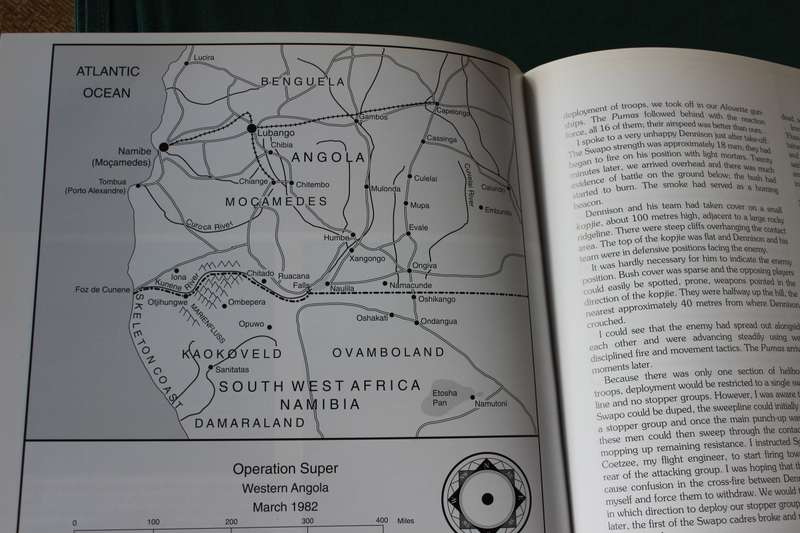 ATLANTIC
OCEAN
Lucira
BENGUELA
Gambos
Capelongo
Lubango
Namibe
(Moçamedes)
Chibia
ANGOLA
Cassinga
Tombua
(Porto Alexandre)
Chiange
Chitembo
Mulonda
Culelai
Cuvelai River
Caiundo
MOÇAMEDES
Mupa
Embundu
Curoca River
Humbe
Evale
Xangongo
Iona
Chitado
Ruacana
Falls
Ongiva
Foz de Cunene
Kunene River
Naulila
Namacunde
Otjihungwe
Ombepera
Oshikango
MARIENFLUSS
Opuwo
Oshakati
Ondangua
SKELETON COAST
KAOKOVELD
OVAMBOLAND
Sanitatas
SOUTH WEST AFRICA
NAMIBIA
Etosha
Pan
Namutoni
DAMARALAND
Operation Super
Western Angola
March 1982
0 100 200 300 400 Miles
deployment of troops, we took off in our Alouette gun-
ships. The Pumas followed behind with the reaction
force, all 16 of them; their airspeed was better than ours.
I spoke to a very unhappy Dennison just after take-off.
The Swapo strength was approximately 18 men; they had
began to fire on his position with light mortars. Twenty
minutes later, we arrived overhead and there was much
evidence of battle on the ground below; the bush had
started to burn. The smoke had served as a homing
beacon.
Dennison and his team had taken cover on a small
kopjie, about 100 metres high, adjacent to a large rocky
ridgeline. There were steep cliffs overhanging the contact
area. The top of the kopjie was flat and Dennison and his
team were in defensive positions facing the enemy.
It was hardly necessary for him to indicate the enemy
position. Bush cover was sparse and the opposing players
could easily be spotted, prone, weapons pointed in the
direction of the kopjie. They were halfway up the hill, the
nearest approximately 40 metres from where Dennison
crouched.
I could see that the enemy had spread out alongside
each other and were advancing steadily using
disciplined fire and movement tactics. The Pumas
moments later.
Because there was only one section of
troops, deployment would be restricted to a single
line and no stopper groups. However, I was aware
Swapo could be duped, the sweepline could initially
a stopper group and once the main punch-up was
these men could then sweep through the
mopping up remaining resistance. I instructed
Coetzee, my flight engineer, to start firing
rear of the attacking group. I was hoping that
cause confusion in the cross-fire between
myself and force them to withdraw. We would
in which direction to deploy our stopper
later, the first of the Swapo cadres broke and